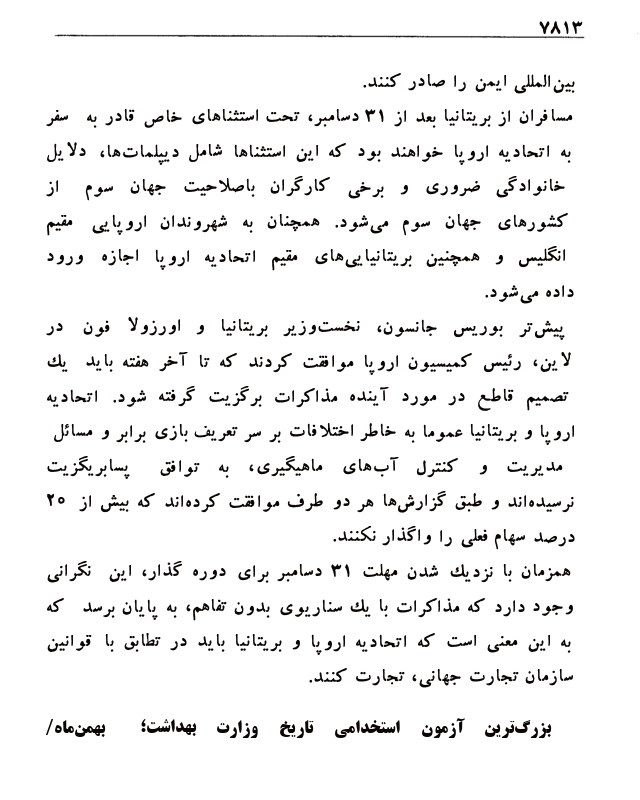 ۷۸۱۳
بین‌المللی ایمن را صادر کنند.
مسافران از بریتانیا بعد از ۳۱ دسامبر، تحت استثناهای خاص قادر به سفر
به اتحادیه اروپا خواهند بود که این استثناها شامل دیپلمات‌ها، دلایل
خانوادگی ضروری و برخی کارگران باصلاحیت جهان سوم از
کشورهای جهان سوم می‌شود. همچنان به شهروندان اروپایی مقیم
انگلیس و همچنین بریتانیایی‌های مقیم اتحادیه اروپا اجازه ورود
داده می‌شود.
پیش‌تر بوریس جانسون، نخست‌وزیر بریتانیا و اورزولا فون در
لاین، رئیس کمیسیون اروپا موافقت کردند که تا آخر هفته باید یك
تصمیم قاطع در مورد آینده مذاکرات برگزیت گرفته شود. اتحادیه
اروپا و بریتانیا عموما به خاطر اختلافات بر سر تعریف بازی برابر و مسائل
مدیریت و کنترل آب‌های ماهیگیری، به توافق پسابریگزیت
نرسیده‌اند و طبق گزارش‌ها هر دو طرف موافقت کرده‌اند که بیش از ۲۵
درصد سهام فعلی را واگذار نکنند.
همزمان با نزدیك شدن مهلت ۳۱ دسامبر برای دوره گذار، این نگرانی
وجود دارد که مذاکرات با یك سناریوی بدون تفاهم، به پایان برسد که
به این معنی است که اتحادیه اروپا و بریتانیا باید در تطابق با قوانین
سازمان تجارت جهانی، تجارت کنند.
بزرگ‌ترین آزمون استخدامی تاریخ وزارت بهداشت؛ بهمن‌ماه/